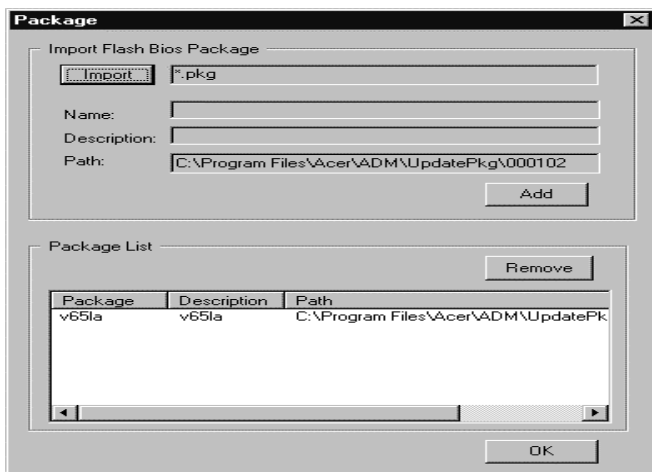 Package
Import Flash Bios Package
Import *.pkg
Name:
Description:
Path: C:\Program Files\Acer\ADM\UpdatePkg\000102
Add
Package List
Remove
Package Description Path
v65la v65la C:\Program Files\Acer\ADM\UpdatePk
OK